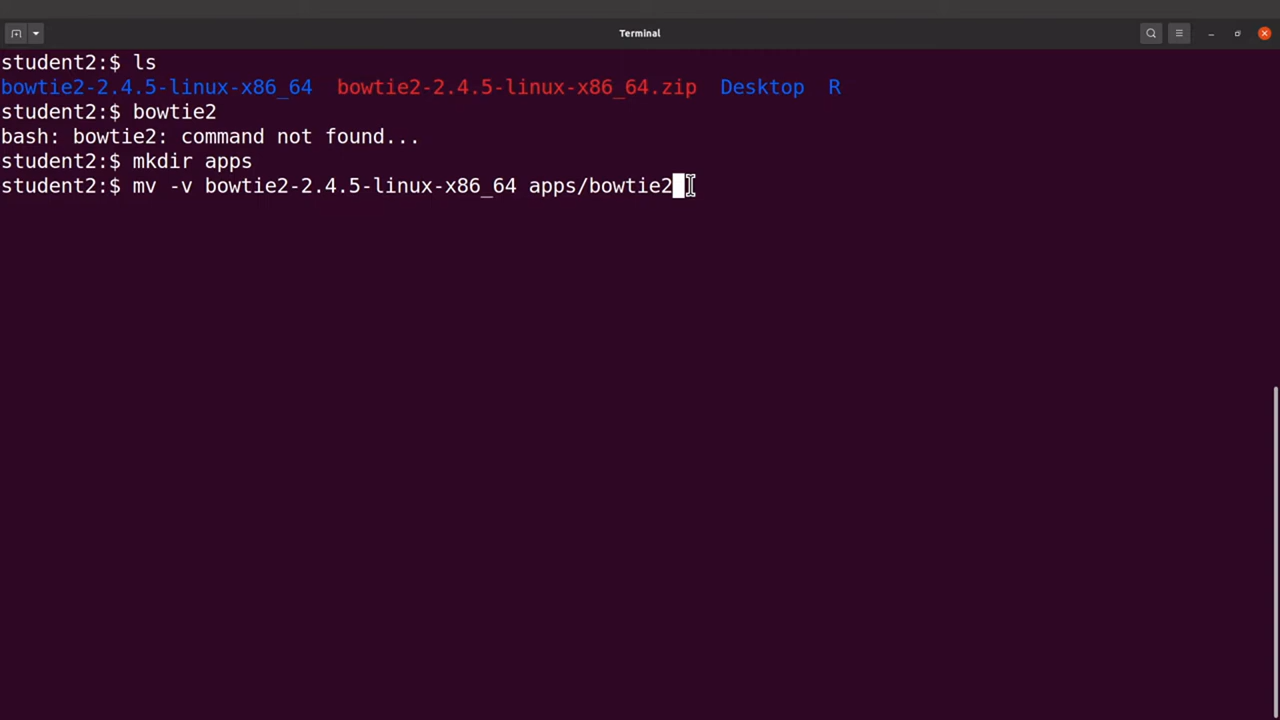 Terminal
student2:$ ls
bowtie2-2.4.5-linux-x86_64  bowtie2-2.4.5-linux-x86_64.zip  Desktop  R
student2:$ bowtie2
bash: bowtie2: command not found...
student2:$ mkdir apps
student2:$ mv -v bowtie2-2.4.5-linux-x86_64 apps/bowtie2